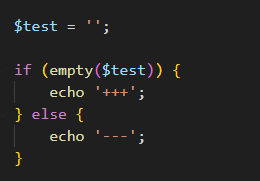 $test = '';
if (empty($test)) {
    echo '+++';
} else {
    echo '---';
}